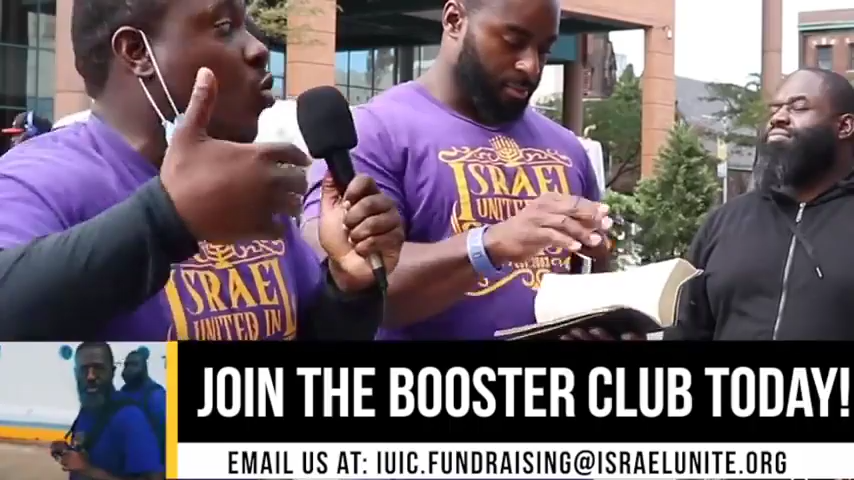 ISRAEL
UNITED
ISRAEL
UNITED IN
JOIN THE BOOSTER CLUB TODAY!
EMAIL US AT: IUIC.FUNDRAISING@ISRAELUNITE.ORG